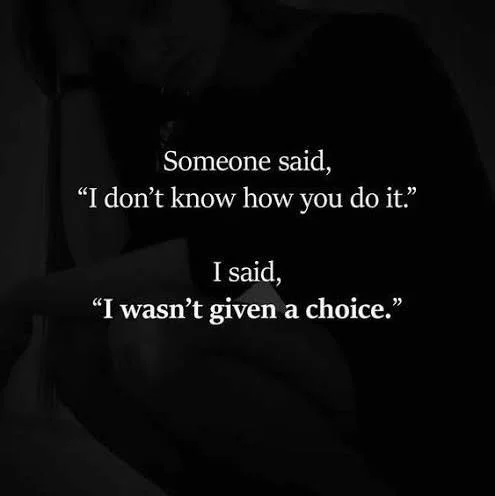 Someone said,
“I don’t know how you do it.”
I said,
“I wasn’t given a choice.”